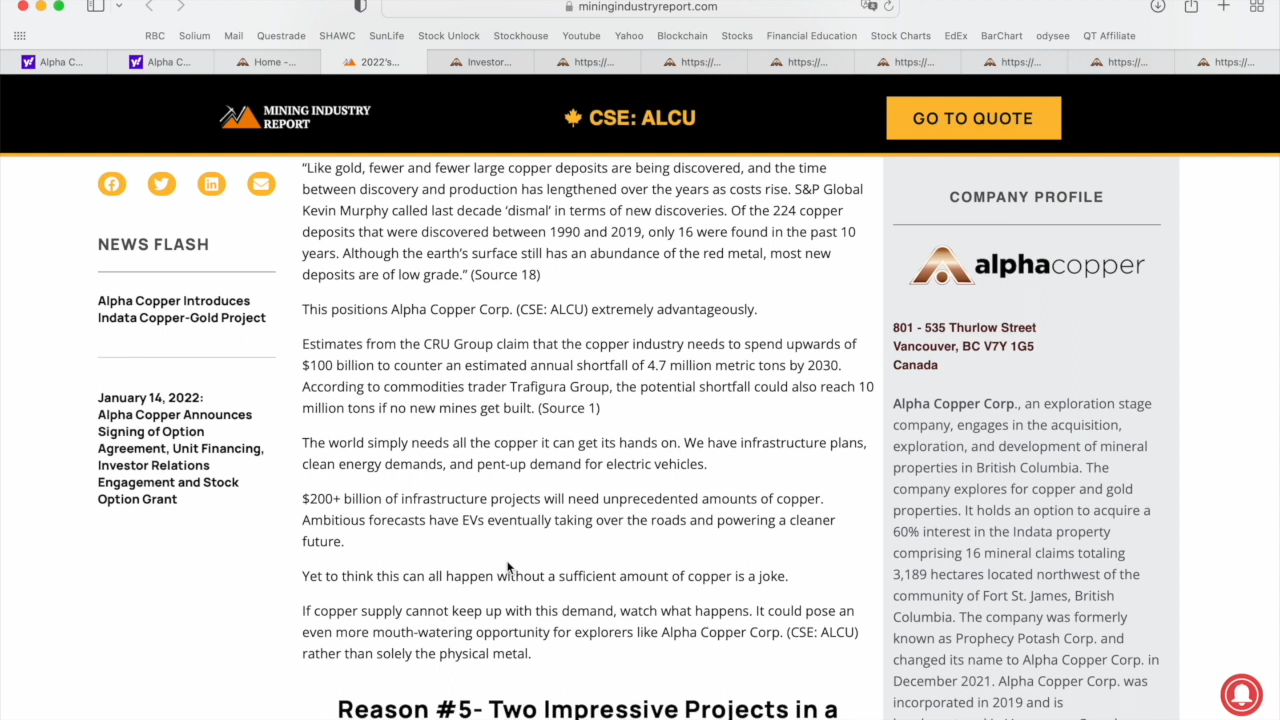 miningindustryreport.com
RBC Solium Mail Questrade SHAWC SunLife Stock Unlock Stockhouse Youtube Yahoo Blockchain Stocks Financial Education Stock Charts EdEx BarChart odysee QT Affiliate
Alpha C... Alpha C... Home -... 2022's... Investor... https://... https://... https://... https://... https://... https://... https://...
MINING INDUSTRY
REPORT
CSE: ALCU
GO TO QUOTE
NEWS FLASH
Alpha Copper Introduces
Indata Copper-Gold Project
January 14, 2022:
Alpha Copper Announces
Signing of Option
Agreement, Unit Financing,
Investor Relations
Engagement and Stock
Option Grant
“Like gold, fewer and fewer large copper deposits are being discovered, and the time
between discovery and production has lengthened over the years as costs rise. S&P Global
Kevin Murphy called last decade ‘dismal’ in terms of new discoveries. Of the 224 copper
deposits that were discovered between 1990 and 2019, only 16 were found in the past 10
years. Although the earth’s surface still has an abundance of the red metal, most new
deposits are of low grade.” (Source 18)
This positions Alpha Copper Corp. (CSE: ALCU) extremely advantageously.
Estimates from the CRU Group claim that the copper industry needs to spend upwards of
$100 billion to counter an estimated annual shortfall of 4.7 million metric tons by 2030.
According to commodities trader Trafigura Group, the potential shortfall could also reach 10
million tons if no new mines get built. (Source 1)
The world simply needs all the copper it can get its hands on. We have infrastructure plans,
clean energy demands, and pent-up demand for electric vehicles.
$200+ billion of infrastructure projects will need unprecedented amounts of copper.
Ambitious forecasts have EVs eventually taking over the roads and powering a cleaner
future.
Yet to think this can all happen without a sufficient amount of copper is a joke.
If copper supply cannot keep up with this demand, watch what happens. It could pose an
even more mouth-watering opportunity for explorers like Alpha Copper Corp. (CSE: ALCU)
rather than solely the physical metal.
Reason #5- Two Impressive Projects in a
COMPANY PROFILE
alphacopper
801 - 535 Thurlow Street
Vancouver, BC V7Y 1G5
Canada
Alpha Copper Corp., an exploration stage
company, engages in the acquisition,
exploration, and development of mineral
properties in British Columbia. The
company explores for copper and gold
properties. It holds an option to acquire a
60% interest in the Indata property
comprising 16 mineral claims totaling
3,189 hectares located northwest of the
community of Fort St. James, British
Columbia. The company was formerly
known as Prophecy Potash Corp. and
changed its name to Alpha Copper Corp. in
December 2021. Alpha Copper Corp. was
incorporated in 2019 and is